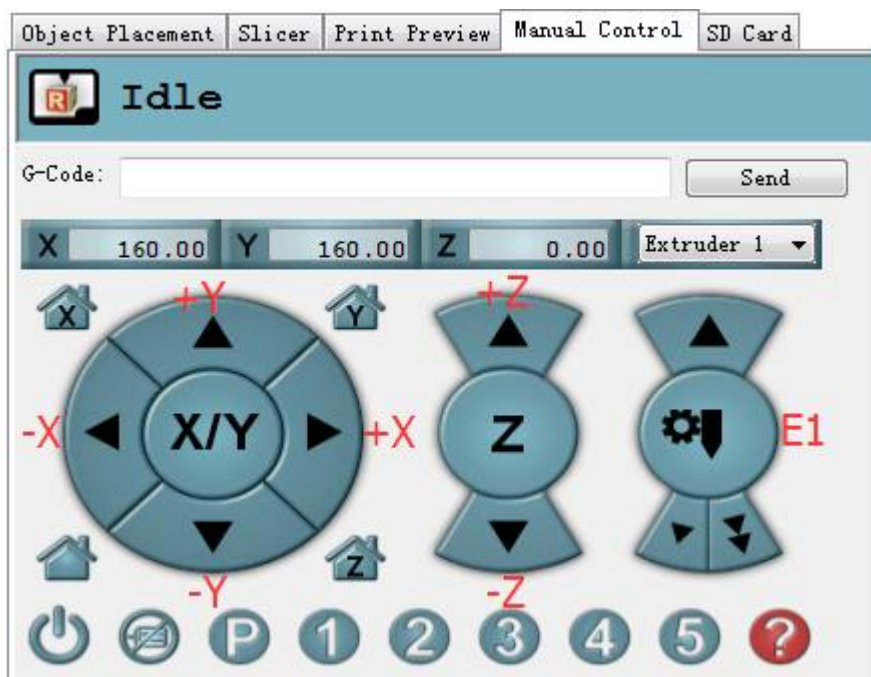 Object Placement Slicer Print Preview Manual Control SD Card
R Idle
G-Code: Send
X 160.00 Y 160.00 Z 0.00 Extruder 1
X +Y Y +Z
-X X/Y +X Z E1
Z
-Y -Z
P 1 2 3 4 5 ?